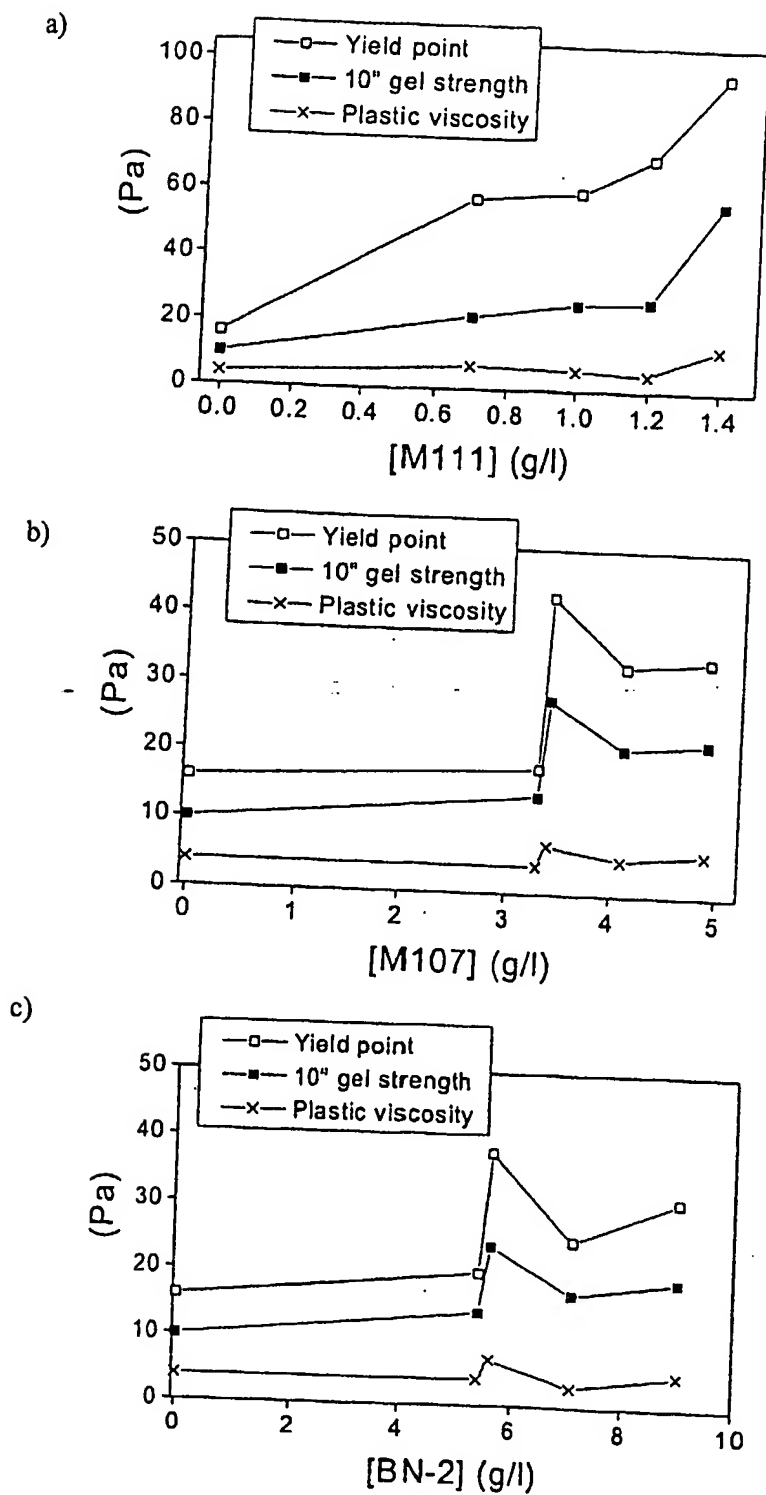 a)
Yield point
10" gel strength
Plastic viscosity
100
80
60
40
20
0
(Pa)
0.0 0.2 0.4 0.6 0.8 1.0 1.2 1.4
[M111] (g/l)
b)
Yield point
10" gel strength
Plastic viscosity
50
40
30
20
10
0
(Pa)
0 1 2 3 4 5
[M107] (g/l)
c)
Yield point
10" gel strength
Plastic viscosity
50
40
30
20
10
0
(Pa)
0 2 4 6 8 10
[BN-2] (g/l)